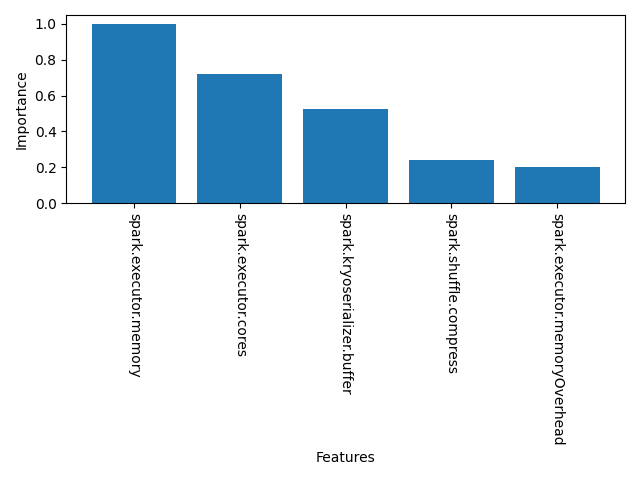 Importance
1.0
0.8
0.6
0.4
0.2
0.0
spark.executor.memory
spark.executor.cores
spark.kryoserializer.buffer
spark.shuffle.compress
spark.executor.memoryOverhead
Features